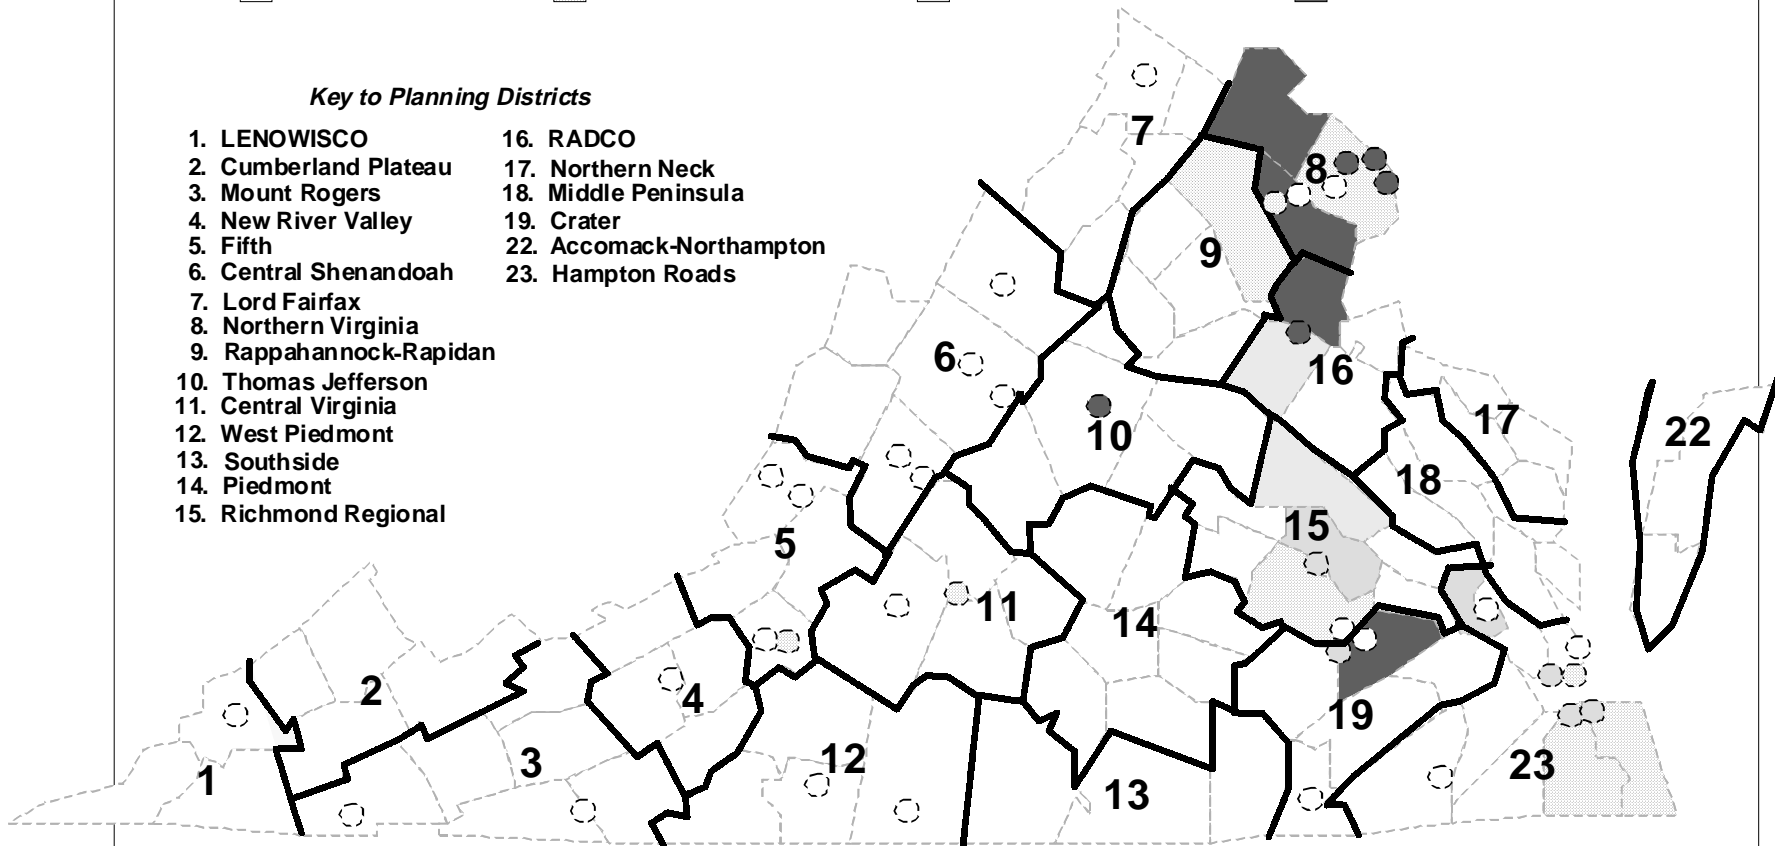 Key to Planning Districts
1. LENOWISCO
2. Cumberland Plateau
3. Mount Rogers
4. New River Valley
5. Fifth
6. Central Shenandoah
7. Lord Fairfax
8. Northern Virginia
9. Rappahannock-Rapidan
10. Thomas Jefferson
11. Central Virginia
12. West Piedmont
13. Southside
14. Piedmont
15. Richmond Regional
16. RADCO
17. Northern Neck
18. Middle Peninsula
19. Crater
22. Accomack-Northampton
23. Hampton Roads
7
8
9
6
16
10
17
22
18
15
5
11
14
2
4
19
12
3
1
13
23